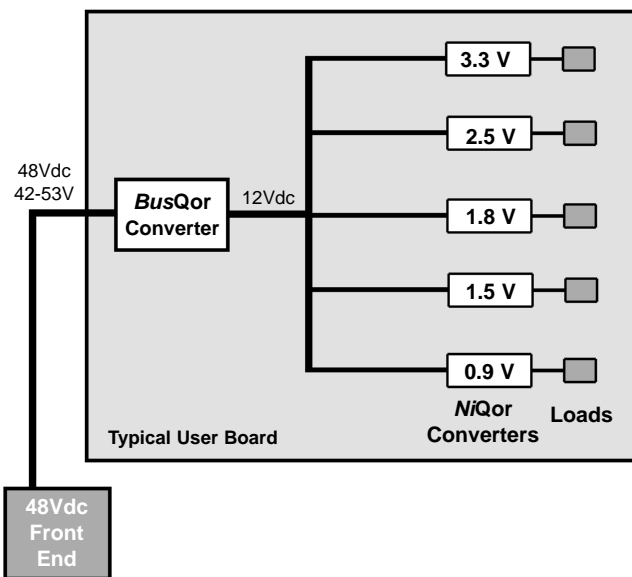 3.3 V
2.5 V
48Vdc
42-53V
BusQor
Converter
12Vdc
1.8 V
1.5 V
0.9 V
NiQor
Converters
Loads
Typical User Board
48Vdc
Front
End